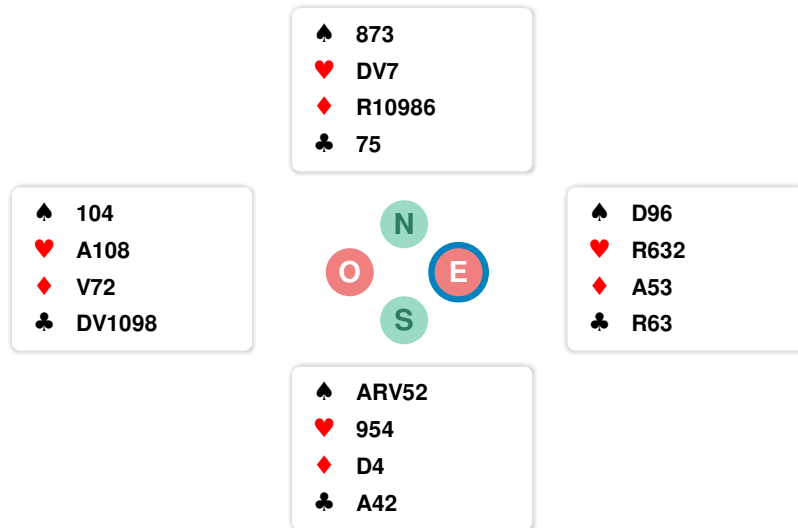 ♠ 873
♥ DV7
♦ R10986
♣ 75
♠ 104
♥ A108
♦ V72
♣ DV1098
N
O
E
S
♠ D96
♥ R632
♦ A53
♣ R63
♠ ARV52
♥ 954
♦ D4
♣ A42